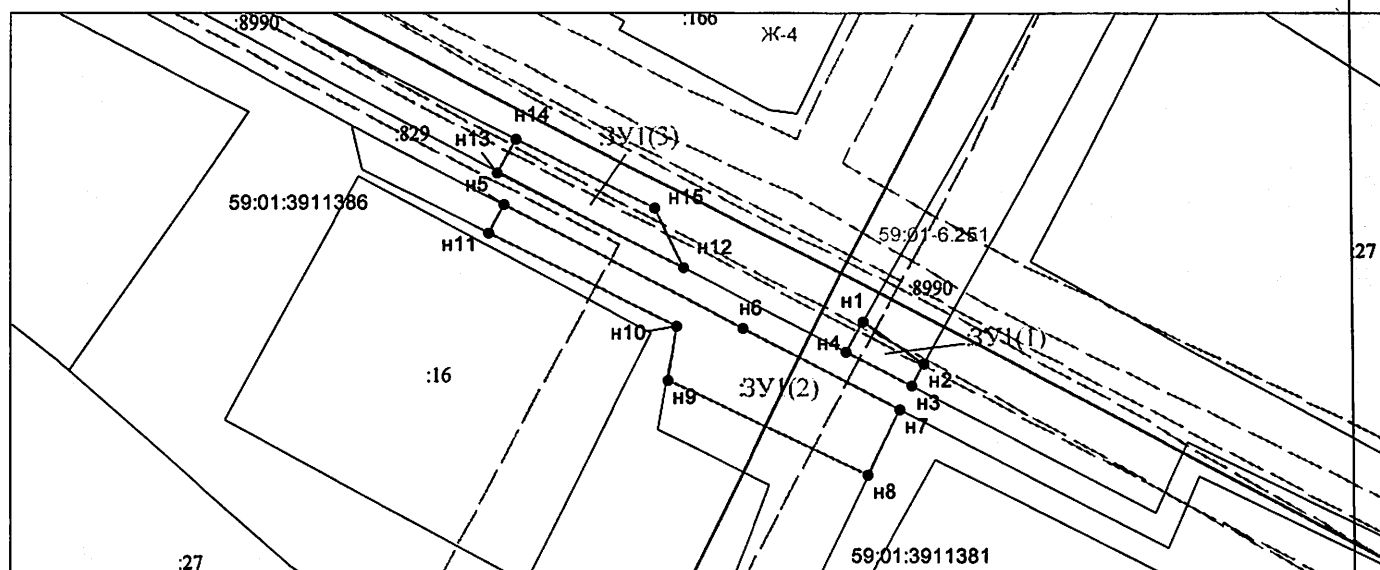 :8990
:166
Ж-4
н14
:829
н13
:ЗУ1(3)
н5
59:01:3911386
н15
н11
59:01-6.251
н12
:27
:8990
н1
н6
н10
н4
:ЗУ1(1)
н2
:16
:ЗУ1(2)
н9
н3
н7
н8
:27
59:01:3911381